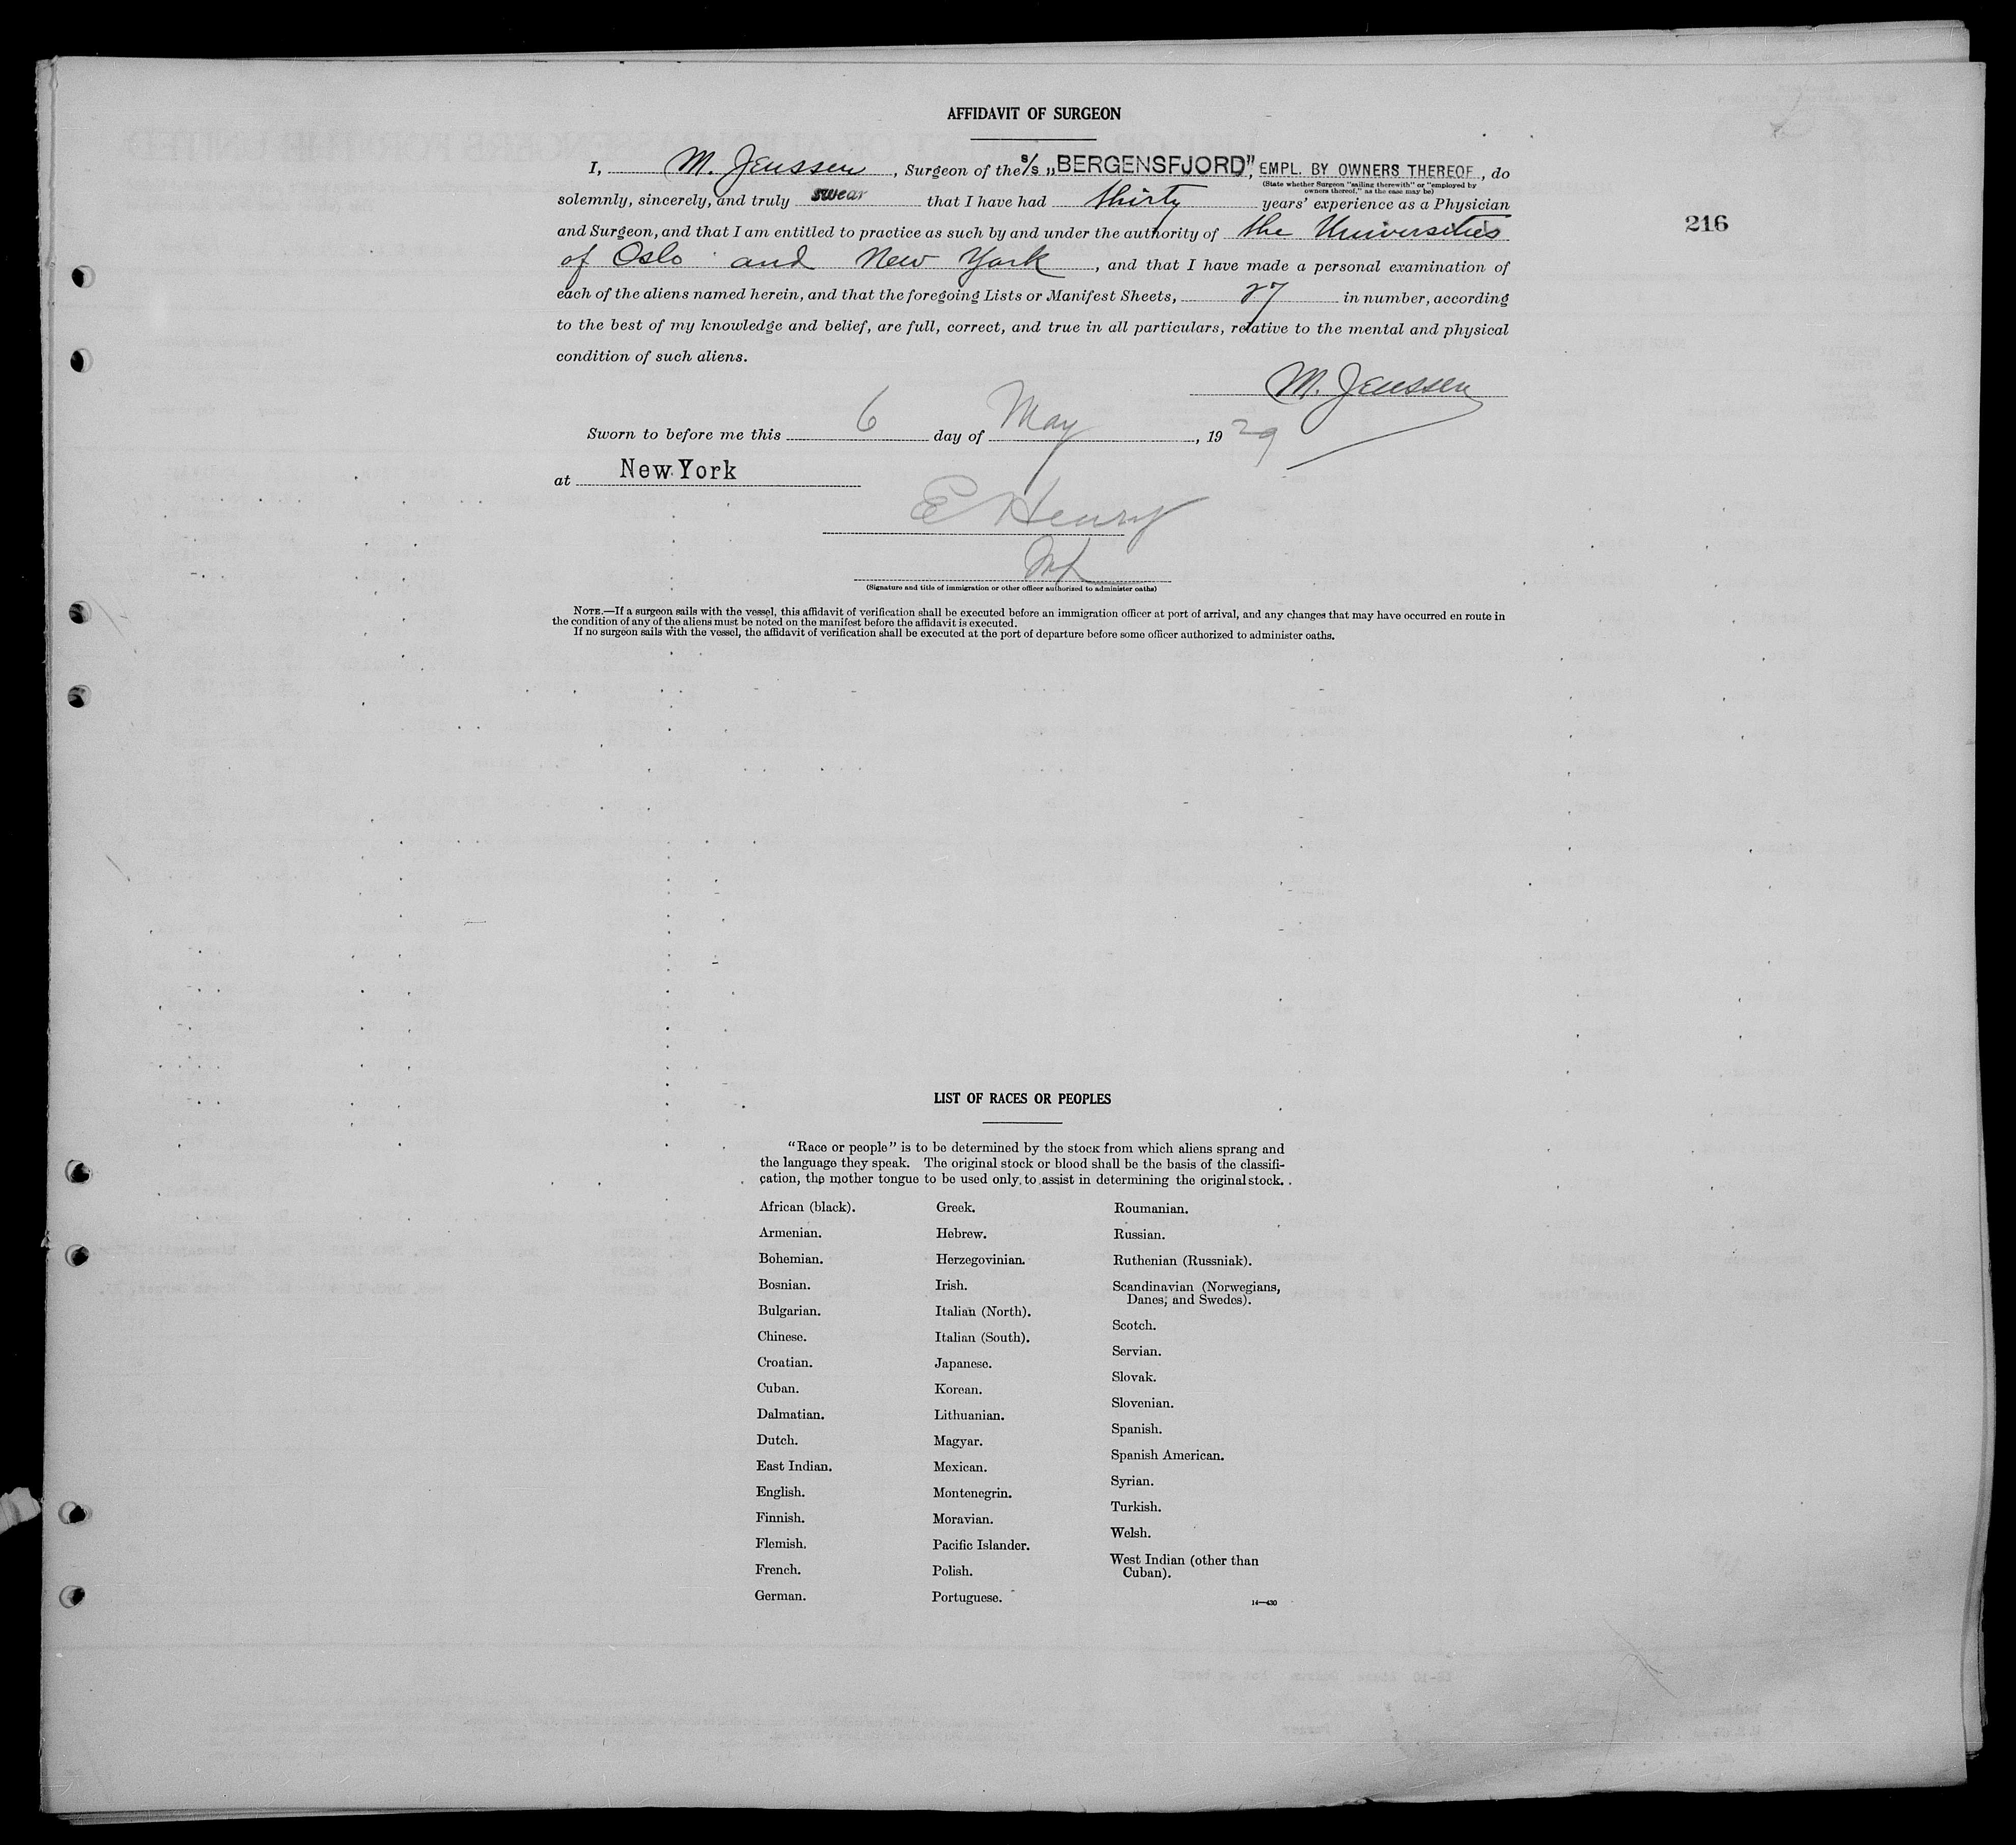 AFFIDAVIT OF SURGEON
I, M. Jenssen, Surgeon of the S/S „BERGENSFJORD”, EMPL. BY OWNERS THEREOF, do
(State whether Surgeon “sailing therewith” or “employed by
owners thereof,” as the case may be)
solemnly, sincerely, and truly swear that I have had thirty years’ experience as a Physician
and Surgeon, and that I am entitled to practice as such by and under the authority of the Universities
of Oslo and New York, and that I have made a personal examination of
each of the aliens named herein, and that the foregoing Lists or Manifest Sheets, 27 in number, according
to the best of my knowledge and belief, are full, correct, and true in all particulars, relative to the mental and physical
condition of such aliens.
M. Jenssen
Sworn to before me this 6 day of May, 1929
at New York
E Henry
(Signature and title of immigration or other officer authorized to administer oaths)
NOTE.—If a surgeon sails with the vessel, this affidavit of verification shall be executed before an immigration officer at port of arrival, and any changes that may have occurred en route in
the condition of any of the aliens must be noted on the manifest before the affidavit is executed.
If no surgeon sails with the vessel, the affidavit of verification shall be executed at the port of departure before some officer authorized to administer oaths.
216
LIST OF RACES OR PEOPLES
“Race or people” is to be determined by the stock from which aliens sprang and
the language they speak. The original stock or blood shall be the basis of the classifi-
cation, the mother tongue to be used only to assist in determining the original stock.
African (black).
Armenian.
Bohemian.
Bosnian.
Bulgarian.
Chinese.
Croatian.
Cuban.
Dalmatian.
Dutch.
East Indian.
English.
Finnish.
Flemish.
French.
German.
Greek.
Hebrew.
Herzegovinian.
Irish.
Italian (North).
Italian (South).
Japanese.
Korean.
Lithuanian.
Magyar.
Mexican.
Montenegrin.
Moravian.
Pacific Islander.
Polish.
Portuguese.
Roumanian.
Russian.
Ruthenian (Russniak).
Scandinavian (Norwegians,
Danes, and Swedes).
Scotch.
Servian.
Slovak.
Slovenian.
Spanish.
Spanish American.
Syrian.
Turkish.
Welsh.
West Indian (other than
Cuban).
14—430